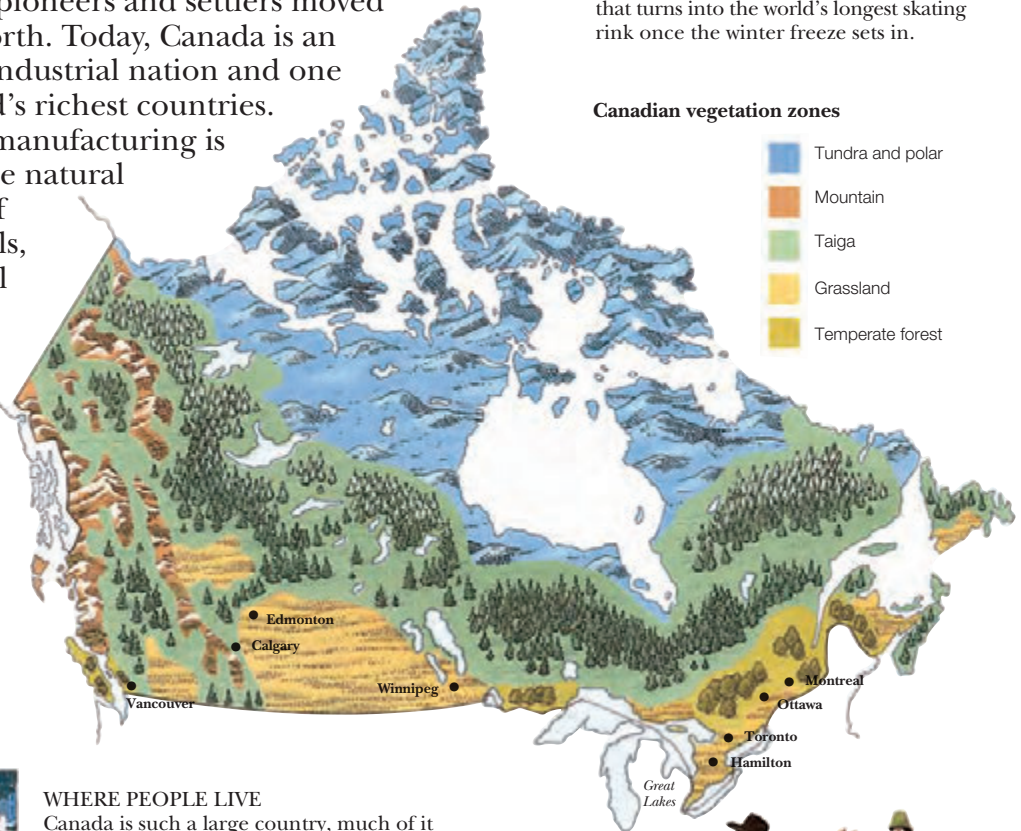 pioneers and settlers moved
orth. Today, Canada is an
ndustrial nation and one
d's richest countries.
manufacturing is
e natural
f
ls,
l
that turns into the world's longest skating
rink once the winter freeze sets in.
Canadian vegetation zones
Tundra and polar
Mountain
Taiga
Grassland
Temperate forest
Edmonton
Calgary
Winnipeg
Vancouver
Montreal
Ottawa
Toronto
Hamilton
Great
Lakes
WHERE PEOPLE LIVE
Canada is such a large country, much of it